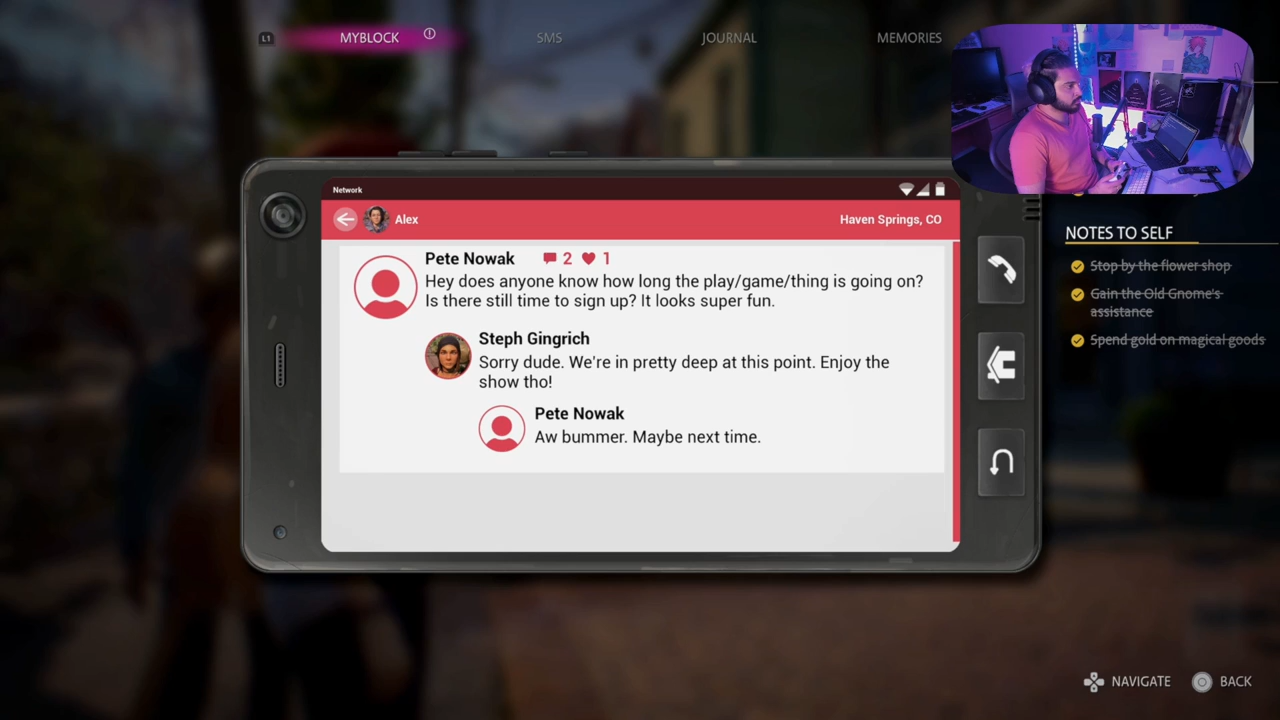 L1
MYBLOCK
SMS
JOURNAL
MEMORIES
Network
Alex
Haven Springs, CO
Pete Nowak 2 1
Hey does anyone know how long the play/game/thing is going on?
Is there still time to sign up? It looks super fun.
Steph Gingrich
Sorry dude. We're in pretty deep at this point. Enjoy the
show tho!
Pete Nowak
Aw bummer. Maybe next time.
NOTES TO SELF
Stop by the flower shop
Gain the Old Gnome's
assistance
Spend gold on magical goods
NAVIGATE
BACK